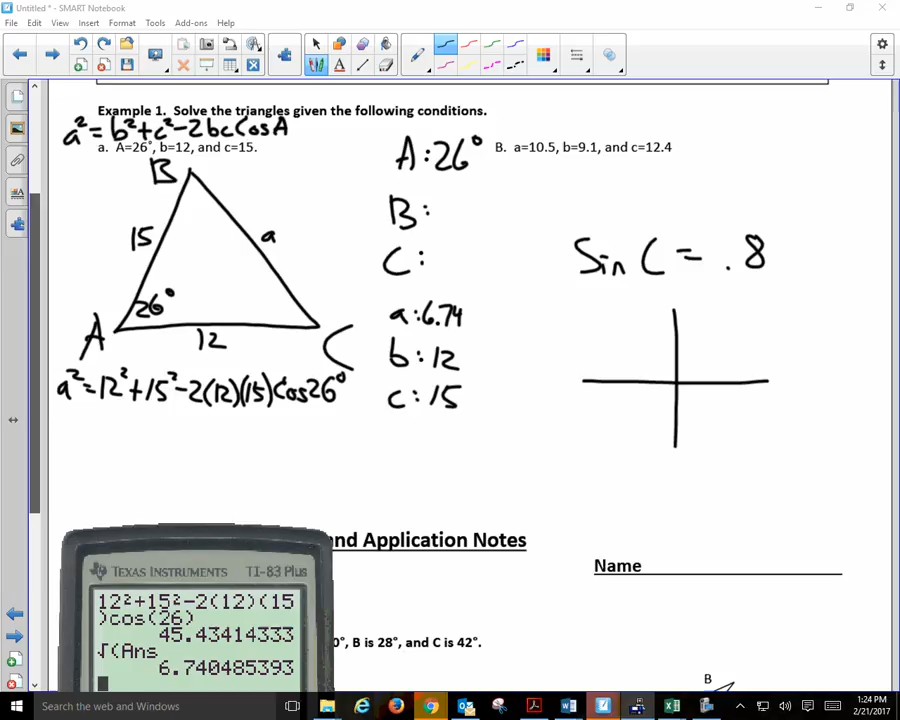 Untitled * - SMART Notebook
File Edit View Insert Format Tools Add-ons Help
Example 1. Solve the triangles given the following conditions.
a² = b² + c² - 2bc Cos A
a. A=26°, b=12, and c=15.
B. a=10.5, b=9.1, and c=12.4
A: 26°
B
B:
15
a
Sin C = .8
C:
26°
a: 6.74
A
12
C
b: 12
a² = 12² + 15² - 2(12)(15) Cos 26°
c: 15
and Application Notes
Name
TEXAS INSTRUMENTS TI-83 Plus
12²+15²-2(12)(15
)cos(26)
45.43414333
√(Ans
6.740485393
0°, B is 28°, and C is 42°.
B
Search the web and Windows
1:24 PM
2/21/2017